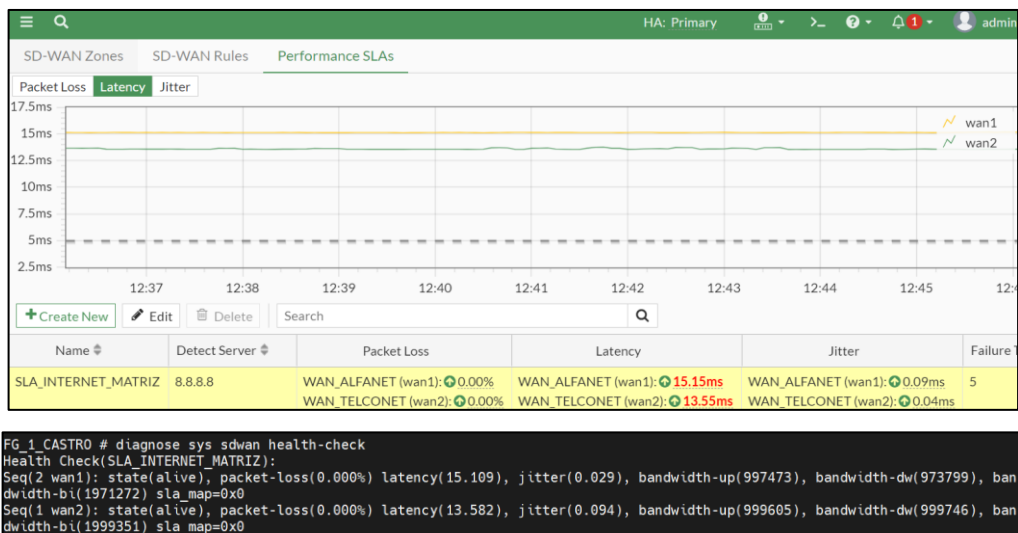 HA: Primary
1
admin
SD-WAN Zones SD-WAN Rules Performance SLAs
Packet Loss Latency Jitter
17.5ms
15ms
12.5ms
10ms
7.5ms
5ms
2.5ms
wan1
wan2
12:37 12:38 12:39 12:40 12:41 12:42 12:43 12:44 12:45 12:4
+ Create New Edit Delete Search
Name Detect Server Packet Loss Latency Jitter Failure T
SLA_INTERNET_MATRIZ 8.8.8.8 WAN_ALFANET (wan1): 0.00% WAN_ALFANET (wan1): 15.15ms WAN_ALFANET (wan1): 0.09ms 5
WAN_TELCONET (wan2): 0.00% WAN_TELCONET (wan2): 13.55ms WAN_TELCONET (wan2): 0.04ms
FG_1_CASTRO # diagnose sys sdwan health-check
Health Check(SLA_INTERNET_MATRIZ):
Seq(2 wan1): state(alive), packet-loss(0.000%) latency(15.109), jitter(0.029), bandwidth-up(997473), bandwidth-dw(973799), ban
dwidth-bi(1971272) sla_map=0x0
Seq(1 wan2): state(alive), packet-loss(0.000%) latency(13.582), jitter(0.094), bandwidth-up(999605), bandwidth-dw(999746), ban
dwidth-bi(1999351) sla map=0x0